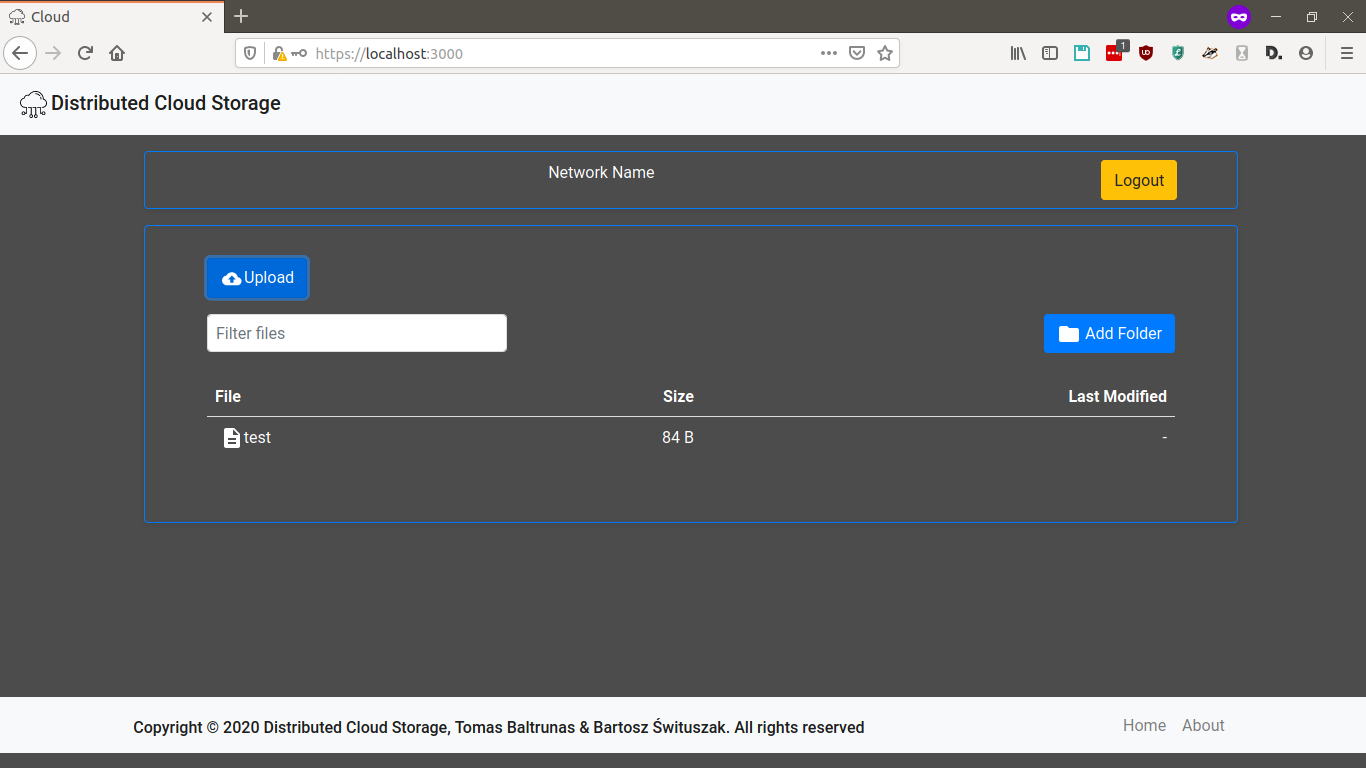 Cloud
https://localhost:3000
1
D.
Distributed Cloud Storage
Network Name
Logout
Upload
Filter files
Add Folder
File Size Last Modified
test 84 B -
Copyright © 2020 Distributed Cloud Storage, Tomas Baltrunas & Bartosz Śwituszak. All rights reserved
Home About